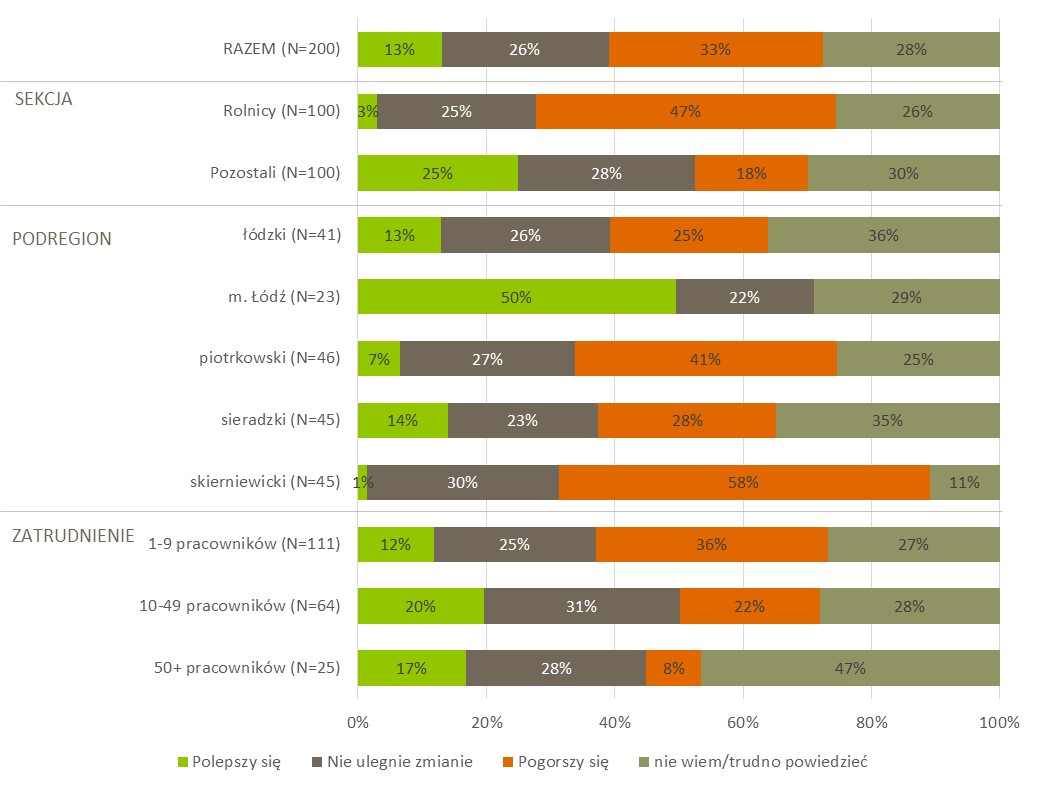 RAZEM (N=200) 13% 26% 33% 28%
SEKCJA
Rolnicy (N=100) 3% 25% 47% 26%
Pozostali (N=100) 25% 28% 18% 30%
PODREGION
łódzki (N=41) 13% 26% 25% 36%
m. Łódź (N=23) 50% 22% 29%
piotrkowski (N=46) 7% 27% 41% 25%
sieradzki (N=45) 14% 23% 28% 35%
skierniewicki (N=45) 1% 30% 58% 11%
ZATRUDNIENIE
1-9 pracowników (N=111) 12% 25% 36% 27%
10-49 pracowników (N=64) 20% 31% 22% 28%
50+ pracowników (N=25) 17% 28% 8% 47%
0% 20% 40% 60% 80% 100%
Polepszy się Nie ulegnie zmianie Pogorszy się nie wiem/trudno powiedzieć